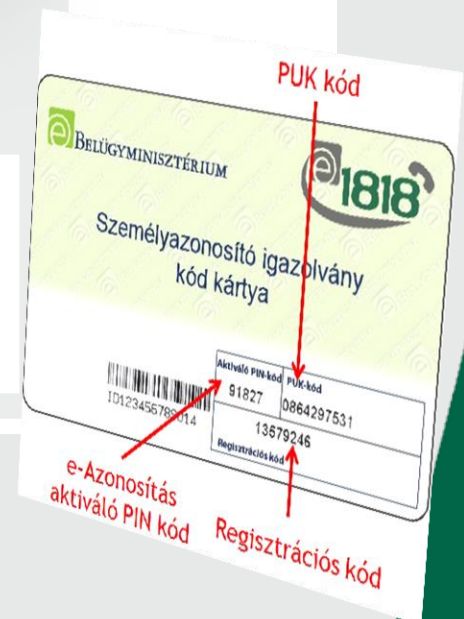 PUK kód
BELÜGYMINISZTÉRIUM
e1818
Személyazonosító igazolvány
kód kártya
Aktiváló PIN-kód PUK-kód
91827 0864297531
13579246
Regisztrációs kód
ID123456789014
e-Azonosítás
aktiváló PIN kód
Regisztrációs kód